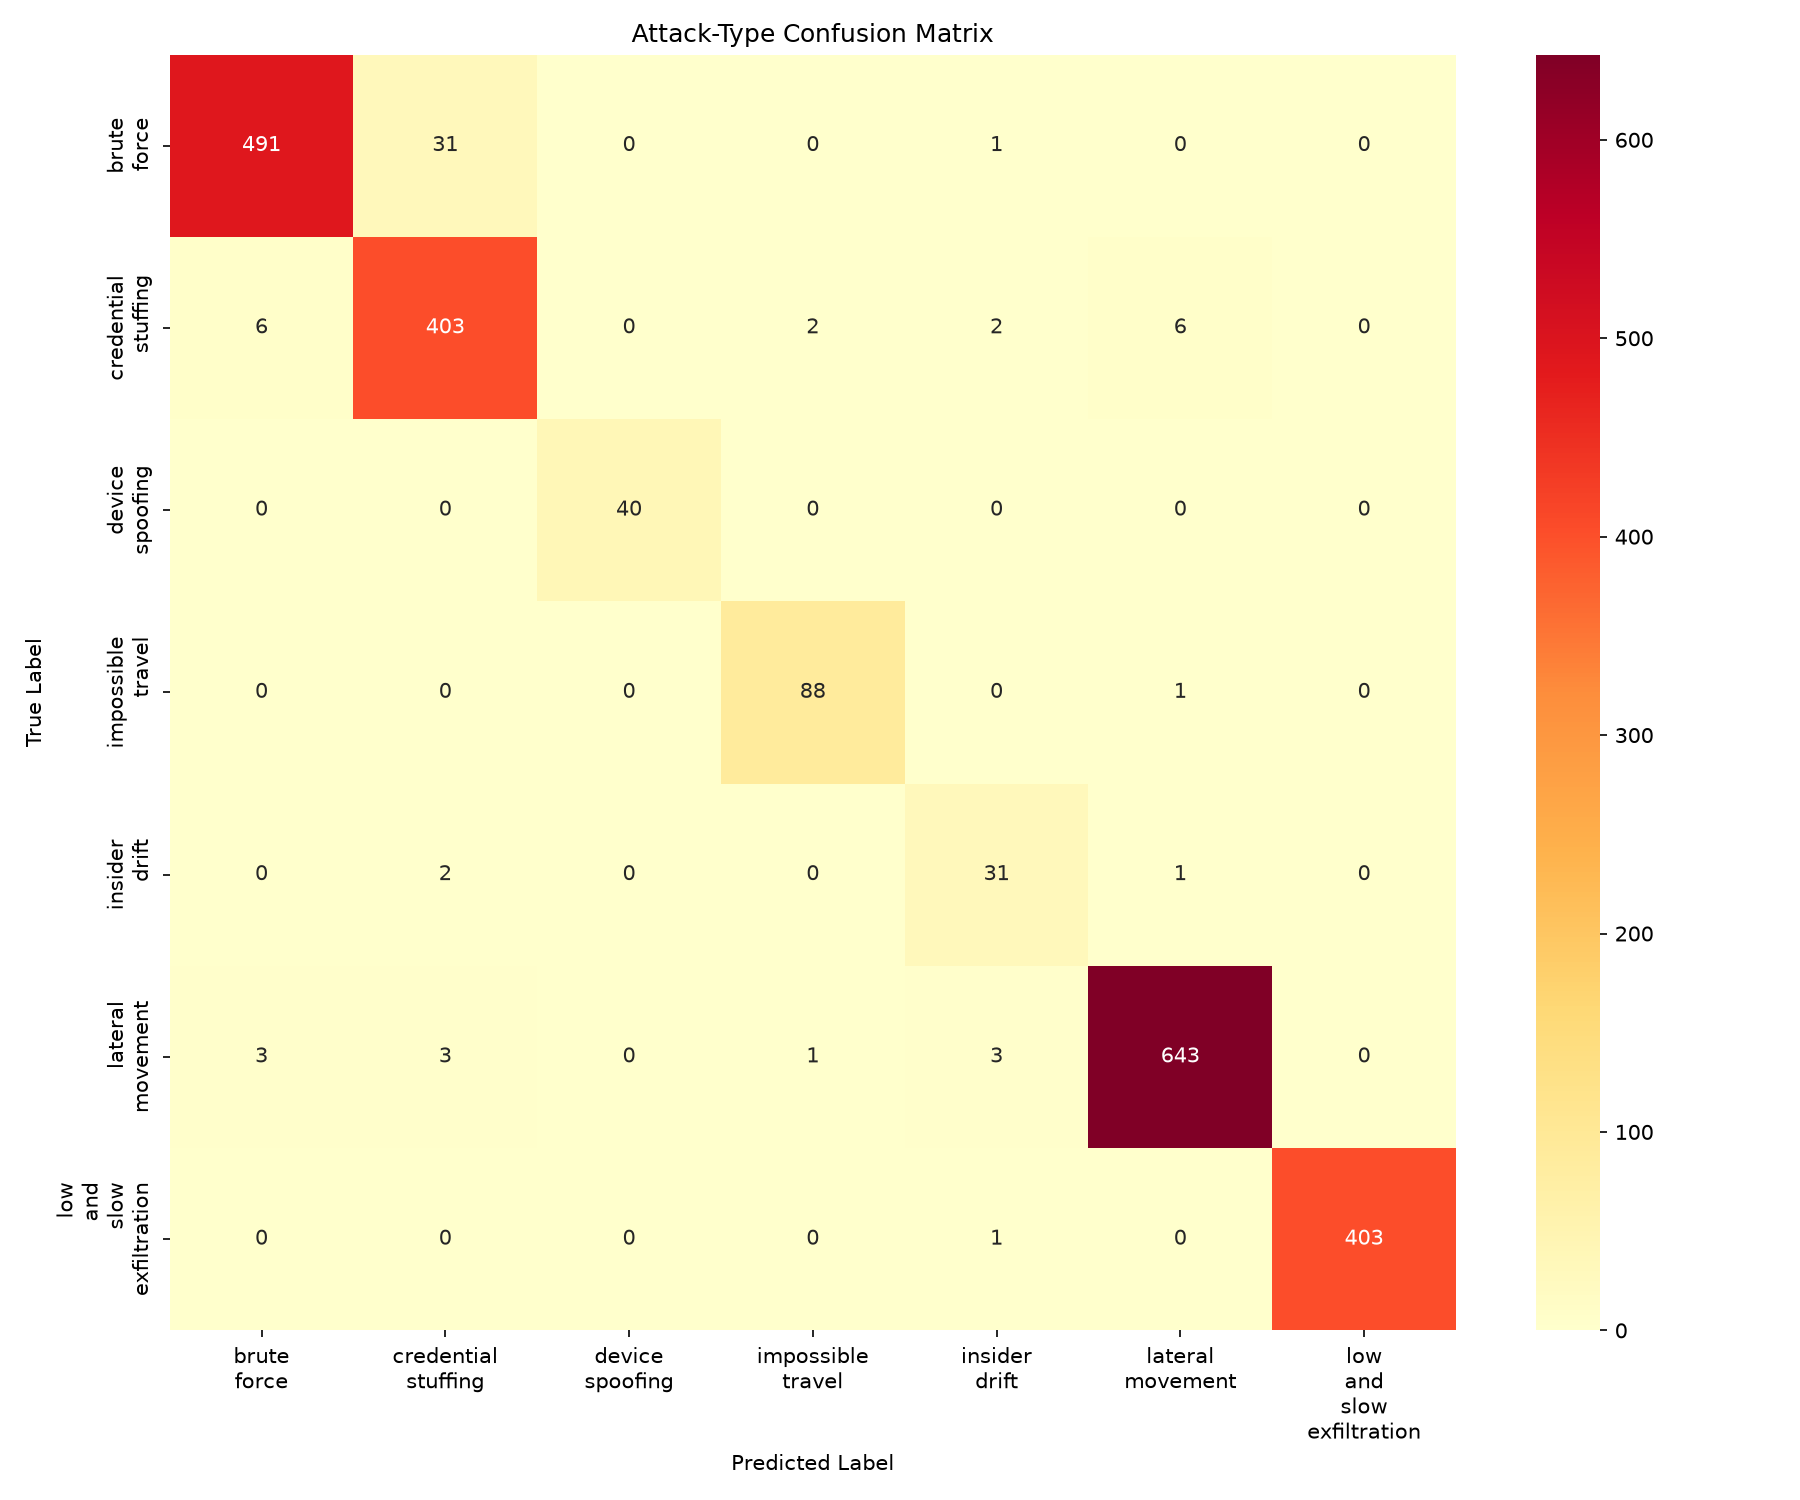 Attack-Type Confusion Matrix
True Label
brute
force
491 31 0 0 1 0 0
credential
stuffing
6 403 0 2 2 6 0
device
spoofing
0 0 40 0 0 0 0
impossible
travel
0 0 0 88 0 1 0
insider
drift
0 2 0 0 31 1 0
lateral
movement
3 3 0 1 3 643 0
low
and
slow
exfiltration
0 0 0 0 1 0 403
brute
force
credential
stuffing
device
spoofing
impossible
travel
insider
drift
lateral
movement
low
and
slow
exfiltration
Predicted Label
600
500
400
300
200
100
0